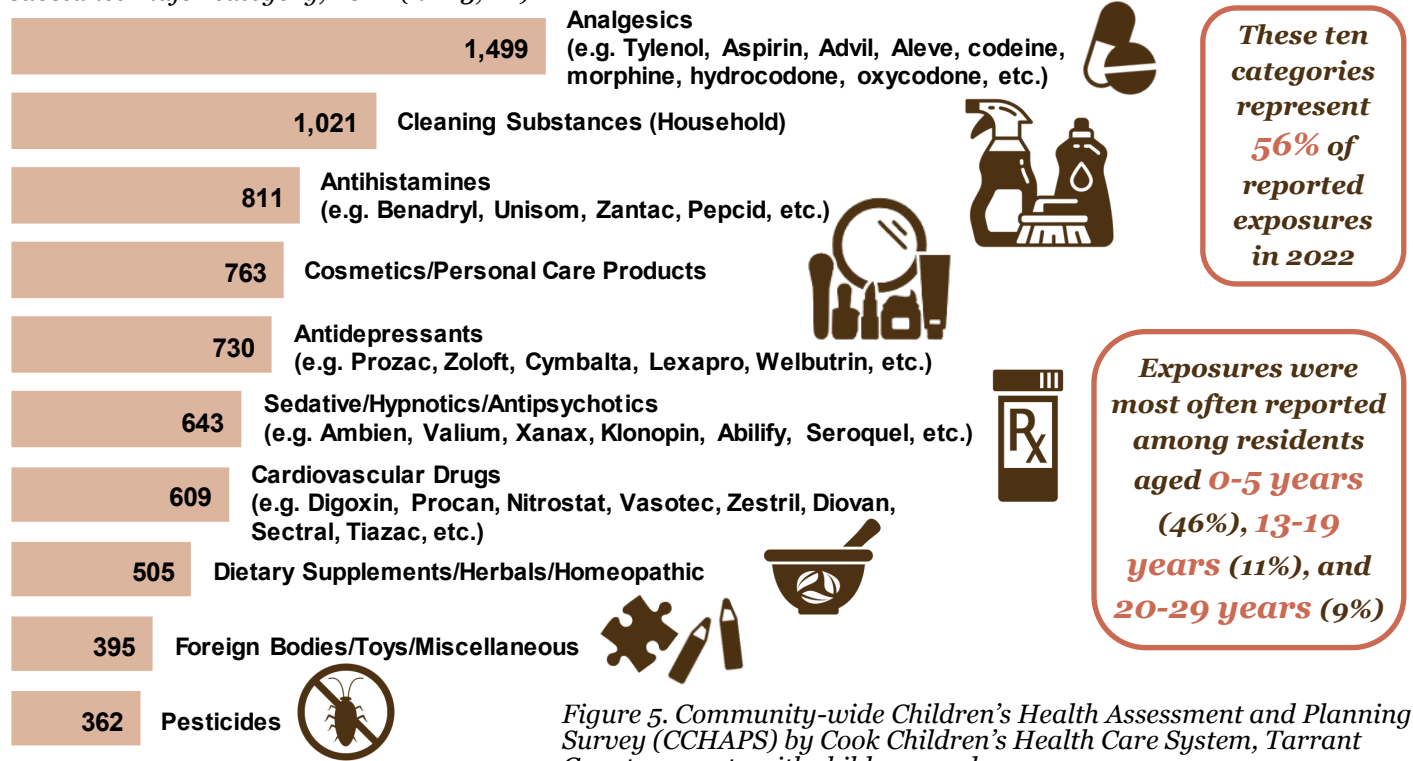 1,499
Analgesics
(e.g. Tylenol, Aspirin, Advil, Aleve, codeine,
morphine, hydrocodone, oxycodone, etc.)
1,021
Cleaning Substances (Household)
811
Antihistamines
(e.g. Benadryl, Unisom, Zantac, Pepcid, etc.)
763
Cosmetics/Personal Care Products
730
Antidepressants
(e.g. Prozac, Zoloft, Cymbalta, Lexapro, Welbutrin, etc.)
643
Sedative/Hypnotics/Antipsychotics
(e.g. Ambien, Valium, Xanax, Klonopin, Abilify, Seroquel, etc.)
609
Cardiovascular Drugs
(e.g. Digoxin, Procan, Nitrostat, Vasotec, Zestril, Diovan,
Sectral, Tiazac, etc.)
505
Dietary Supplements/Herbals/Homeopathic
395
Foreign Bodies/Toys/Miscellaneous
362
Pesticides
These ten
categories
represent
56% of
reported
exposures
in 2022
Exposures were
most often reported
among residents
aged 0-5 years
(46%), 13-19
years (11%), and
20-29 years (9%)
Rx
Figure 5. Community-wide Children's Health Assessment and Planning
Survey (CCHAPS) by Cook Children's Health Care System, Tarrant